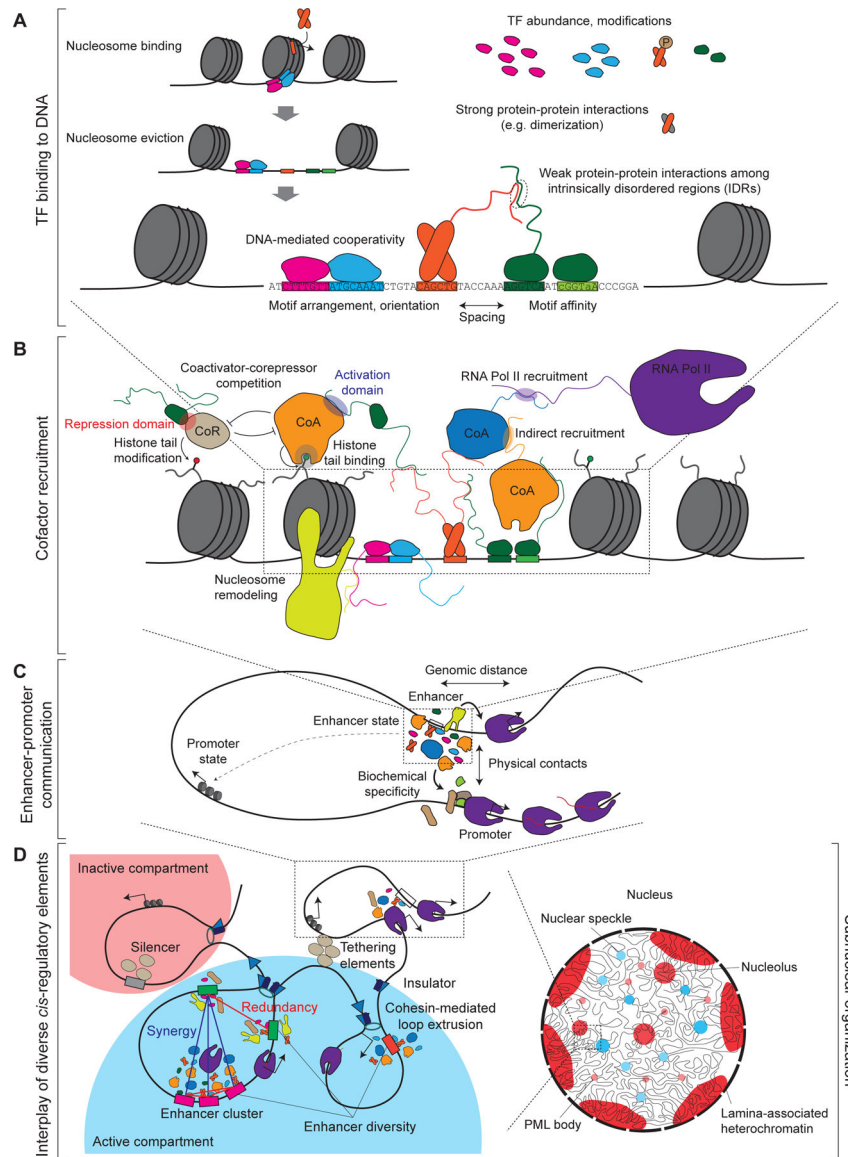 A
TF binding to DNA
Nucleosome binding
TF abundance, modifications
P
Strong protein-protein interactions
(e.g. dimerization)
Nucleosome eviction
Weak protein-protein interactions among
intrinsically disordered regions (IDRs)
DNA-mediated cooperativity
Motif arrangement, orientation
Spacing
Motif affinity
B
Cofactor recruitment
Coactivator-corepressor
competition
Activation
domain
RNA Pol II recruitment
RNA Pol II
Repression domain
CoR
CoA
CoA
Indirect recruitment
Histone tail
modification
Histone
tail binding
CoA
Nucleosome
remodeling
C
Enhancer-promoter
communication
Genomic distance
Enhancer
Enhancer state
Promoter
state
Physical contacts
Biochemical
specificity
Promoter
D
Interplay of diverse cis-regulatory elements
Inactive compartment
Silencer
Tethering
elements
Insulator
Redundancy
Cohesin-mediated
loop extrusion
Synergy
Enhancer cluster
Enhancer diversity
Active compartment
Nucleus
Nuclear speckle
Nucleolus
PML body
Lamina-associated
heterochromatin